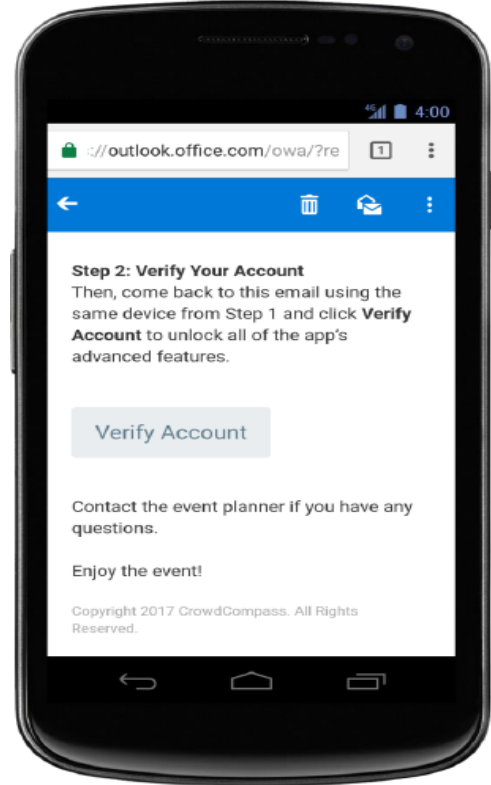 4G 4:00
://outlook.office.com/owa/?re 1
Step 2: Verify Your Account
Then, come back to this email using the
same device from Step 1 and click Verify
Account to unlock all of the app's
advanced features.
Verify Account
Contact the event planner if you have any
questions.
Enjoy the event!
Copyright 2017 CrowdCompass. All Rights
Reserved.